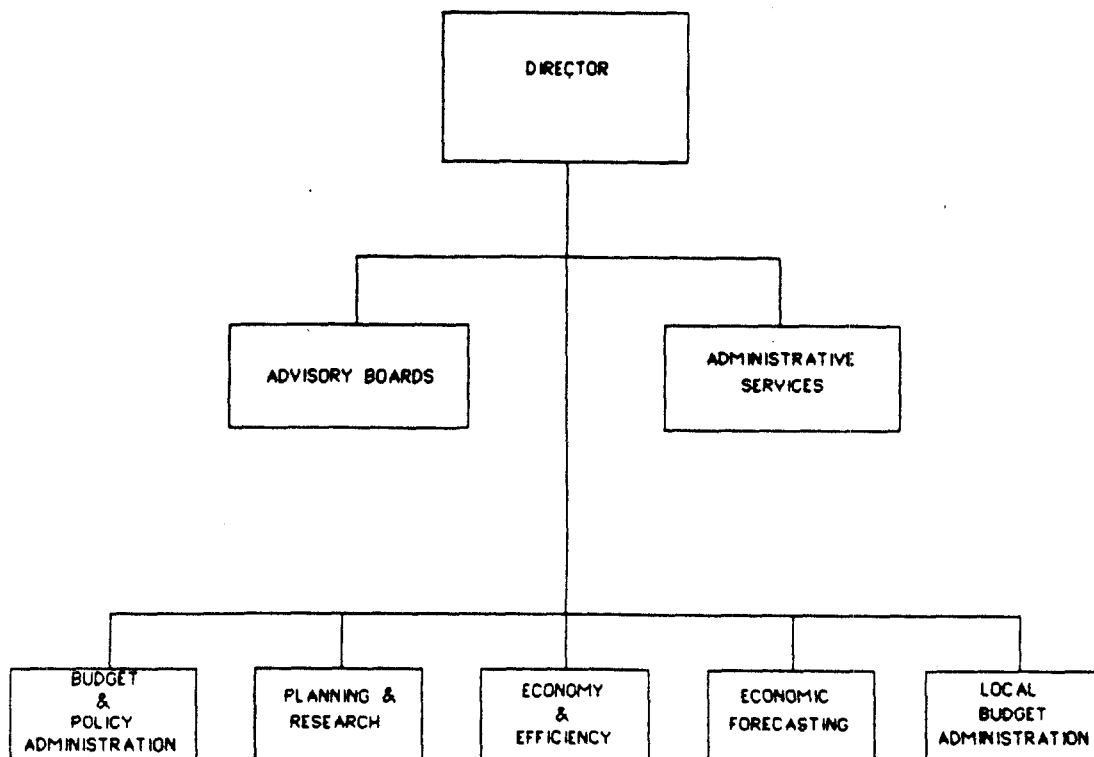 DIRECTOR
ADVISORY BOARDS
ADMINISTRATIVE
SERVICES
BUDGET
&
POLICY
ADMINISTRATION
PLANNING &
RESEARCH
ECONOMY
&
EFFICIENCY
ECONOMIC
FORECASTING
LOCAL
BUDGET
ADMINISTRATION